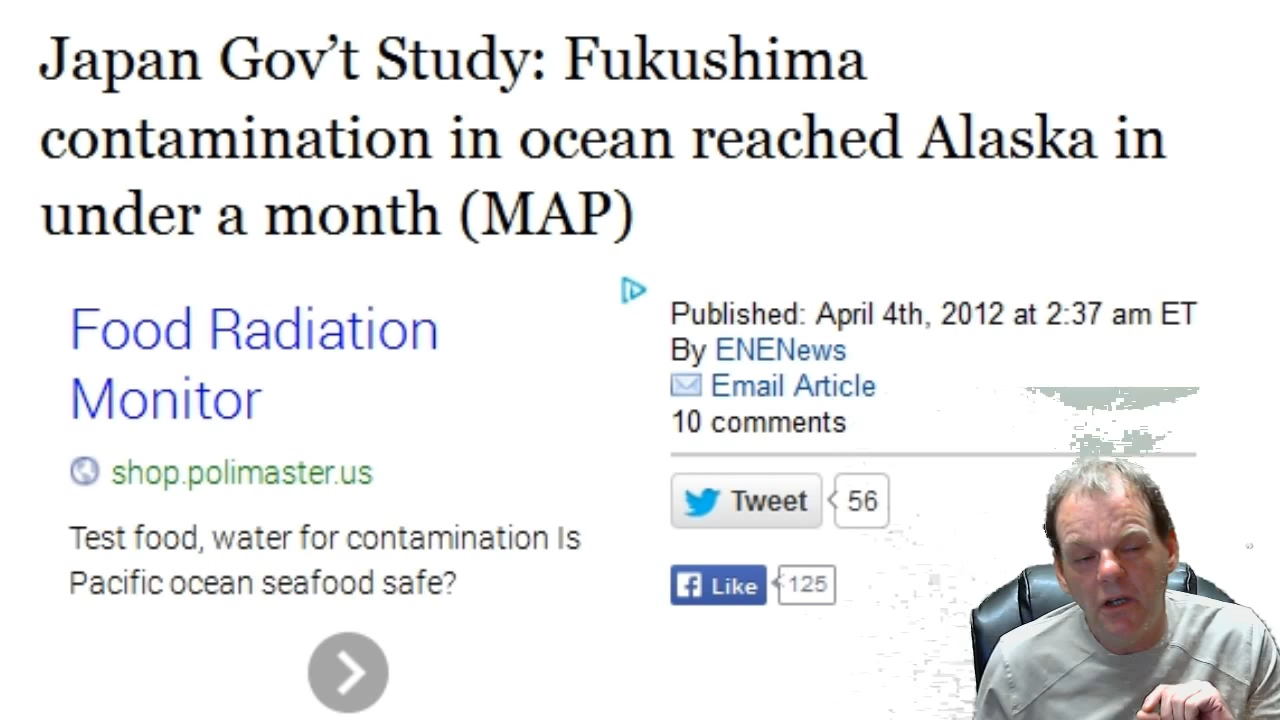 Japan Gov’t Study: Fukushima
contamination in ocean reached Alaska in
under a month (MAP)
Food Radiation
Monitor
shop.polimaster.us
Test food, water for contamination Is
Pacific ocean seafood safe?
Published: April 4th, 2012 at 2:37 am ET
By ENENews
Email Article
10 comments
Tweet 56
Like 125